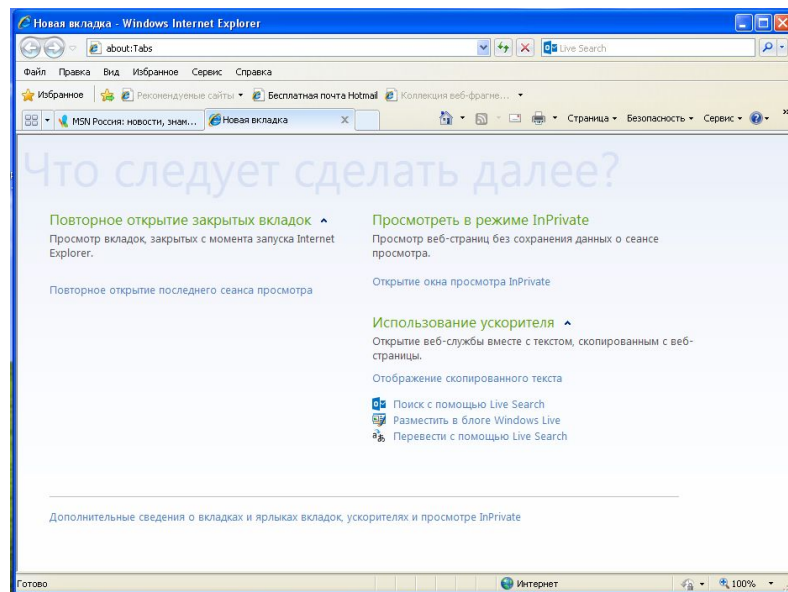 Новая вкладка - Windows Internet Explorer
about:Tabs
Live Search
Файл Правка Вид Избранное Сервис Справка
Избранное Рекомендуемые сайты Бесплатная почта Hotmail Коллекция веб-фрагме...
MSN Россия: новости, знам... Новая вкладка Страница Безопасность Сервис
Что следует сделать далее?
Повторное открытие закрытых вкладок
Просмотр вкладок, закрытых с момента запуска Internet
Explorer.
Повторное открытие последнего сеанса просмотра
Просмотреть в режиме InPrivate
Просмотр веб-страниц без сохранения данных о сеансе
просмотра.
Открытие окна просмотра InPrivate
Использование ускорителя
Открытие веб-службы вместе с текстом, скопированным с веб-
страницы.
Отображение скопированного текста
Поиск с помощью Live Search
Разместить в блоге Windows Live
Перевести с помощью Live Search
Дополнительные сведения о вкладках и ярлыках вкладок, ускорителях и просмотре InPrivate
Готово Интернет 100%